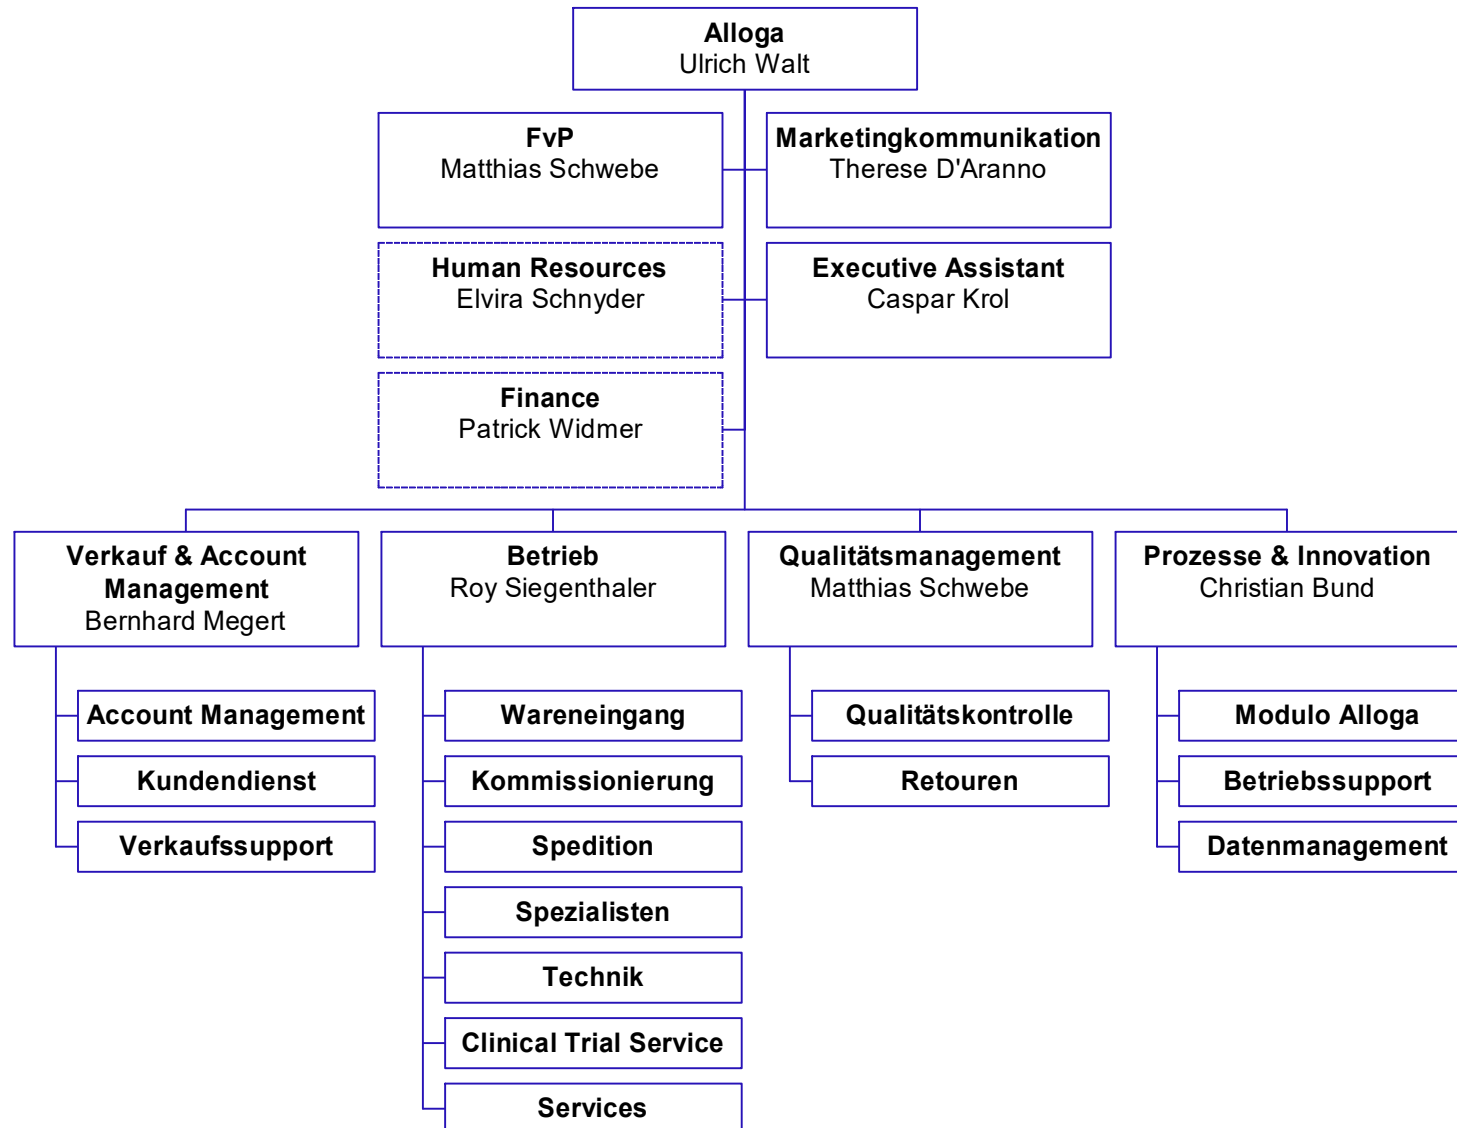 Alloga
Ulrich Walt
FvP
Matthias Schwebe
Marketingkommunikation
Therese D'Aranno
Human Resources
Elvira Schnyder
Executive Assistant
Caspar Krol
Finance
Patrick Widmer
Verkauf & Account
Management
Bernhard Megert
Betrieb
Roy Siegenthaler
Qualitätsmanagement
Matthias Schwebe
Prozesse & Innovation
Christian Bund
Account Management
Kundendienst
Verkaufssupport
Wareneingang
Kommissionierung
Spedition
Spezialisten
Technik
Clinical Trial Service
Services
Qualitätskontrolle
Retouren
Modulo Alloga
Betriebssupport
Datenmanagement